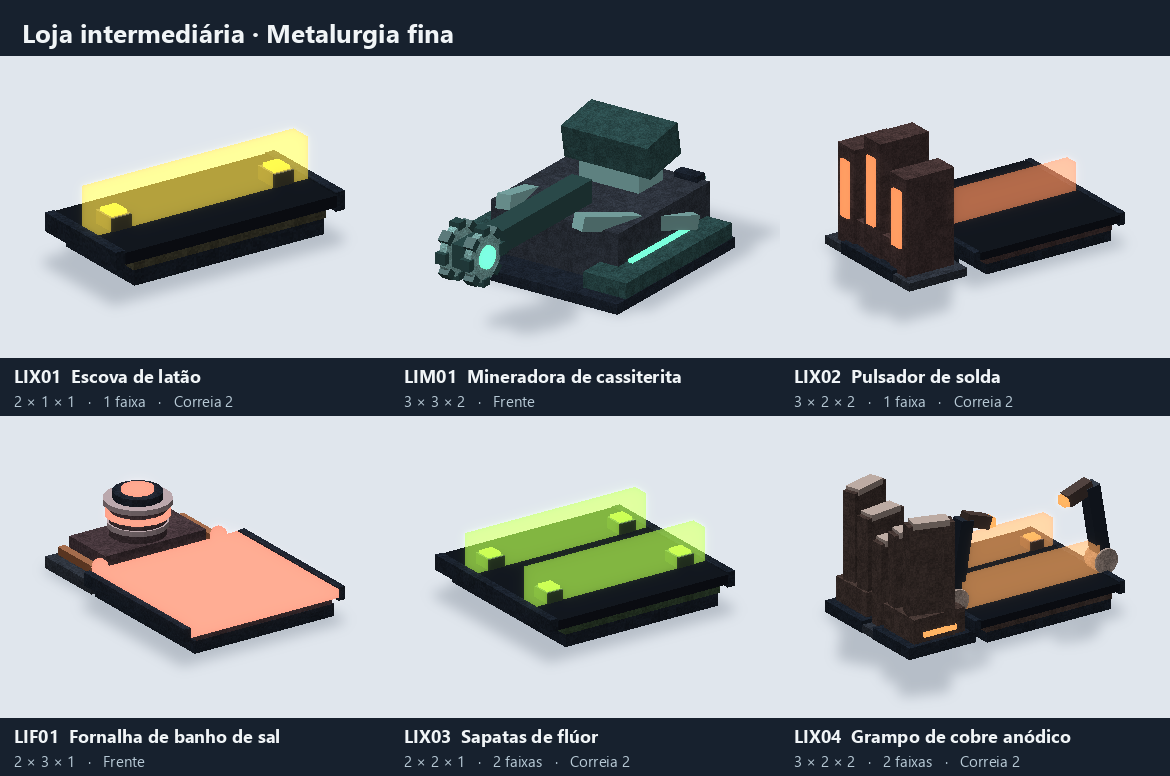 Loja intermediária · Metalurgia fina
LIX01 Escova de latão
2 × 1 × 1 · 1 faixa · Correia 2
LIM01 Mineradora de cassiterita
3 × 3 × 2 · Frente
LIX02 Pulsador de solda
3 × 2 × 2 · 1 faixa · Correia 2
LIF01 Fornalha de banho de sal
2 × 3 × 1 · Frente
LIX03 Sapatas de flúor
2 × 2 × 1 · 2 faixas · Correia 2
LIX04 Grampo de cobre anódico
3 × 2 × 2 · 2 faixas · Correia 2